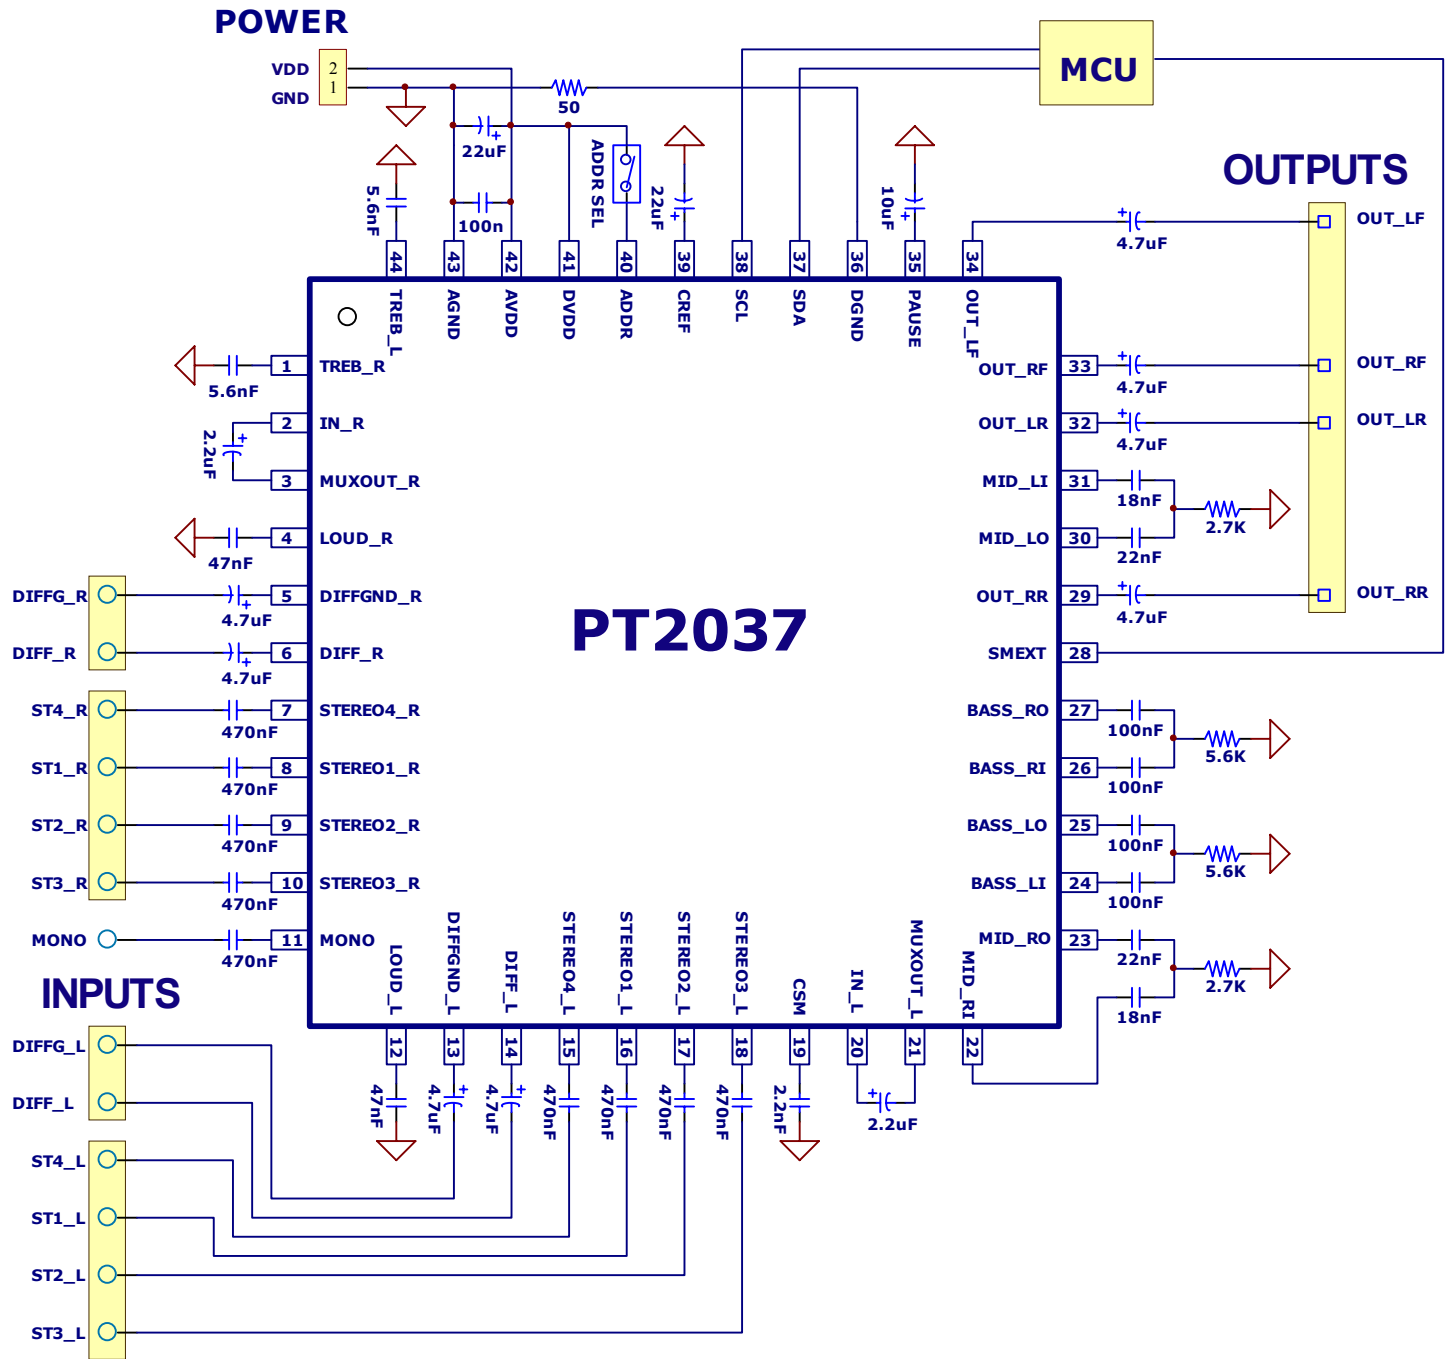 POWER
VDD 2
1
GND
50
22uF
100n
5.6nF
ADDR SEL
22uF
10uF
MCU
OUTPUTS
OUT_LF
4.7uF
OUT_RF
4.7uF
OUT_LR
4.7uF
OUT_RR
4.7uF
44 43 42 41 40 39 38 37 36 35 34
TREB_L
AGND
AVDD
DVDD
ADDR
CREF
SCL
SDA
DGND
PAUSE
OUT_LF
1 TREB_R
5.6nF
2 IN_R
2.2uF
3 MUXOUT_R
4 LOUD_R
47nF
DIFFG_R
4.7uF
5 DIFFGND_R
DIFF_R
4.7uF
6 DIFF_R
ST4_R
470nF
7 STEREO4_R
ST1_R
470nF
8 STEREO1_R
ST2_R
470nF
9 STEREO2_R
ST3_R
470nF
10 STEREO3_R
MONO
470nF
11 MONO
PT2037
OUT_RF 33
OUT_LR 32
MID_LI 31
18nF
2.7K
MID_LO 30
22nF
OUT_RR 29
SMEXT 28
BASS_RO 27
100nF
5.6K
BASS_RI 26
100nF
BASS_LO 25
100nF
5.6K
BASS_LI 24
100nF
MID_RO 23
22nF
2.7K
18nF
INPUTS
DIFFG_L
DIFF_L
ST4_L
ST1_L
ST2_L
ST3_L
LOUD_L
DIFFGND_L
DIFF_L
STEREO4_L
STEREO1_L
STEREO2_L
STEREO3_L
CSM
IN_L
MUXOUT_L
MID_RI
12 13 14 15 16 17 18 19 20 21 22
47nF
4.7uF
4.7uF
470nF
470nF
470nF
470nF
2.2nF
2.2uF